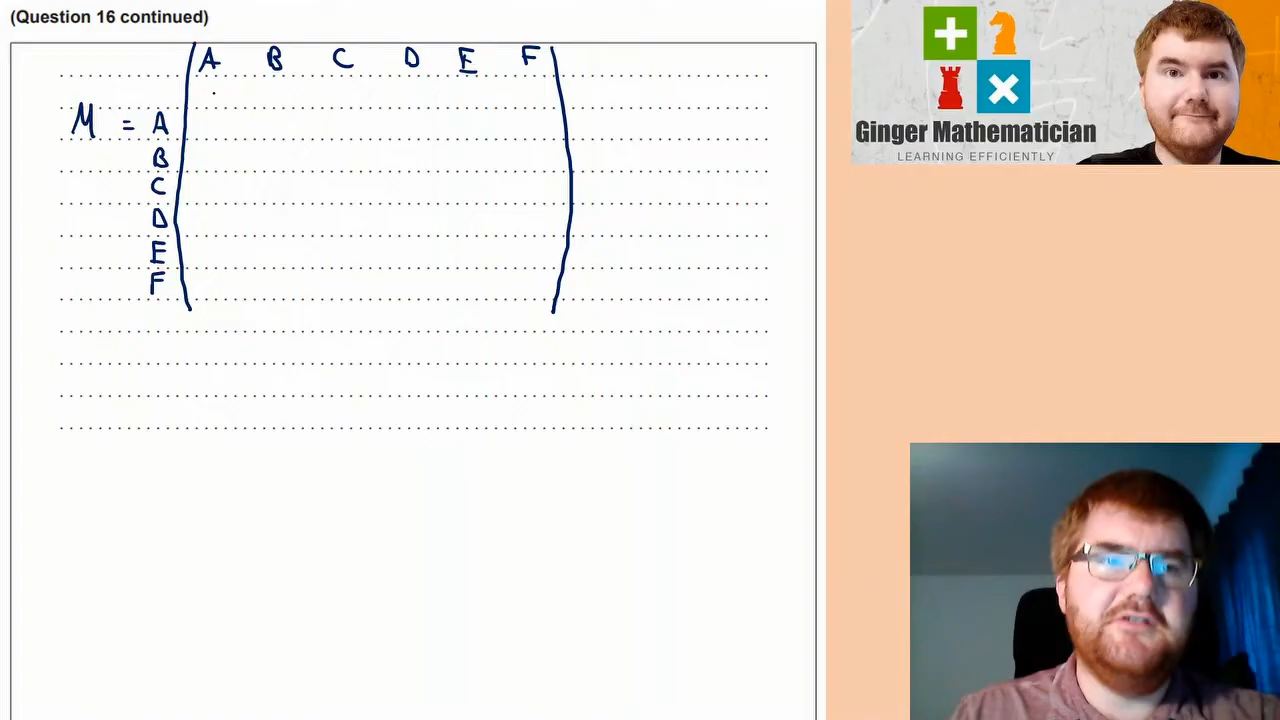 (Question 16 continued)
A B C D E F
M = A
B
C
D
E
F
Ginger Mathematician
LEARNING EFFICIENTLY